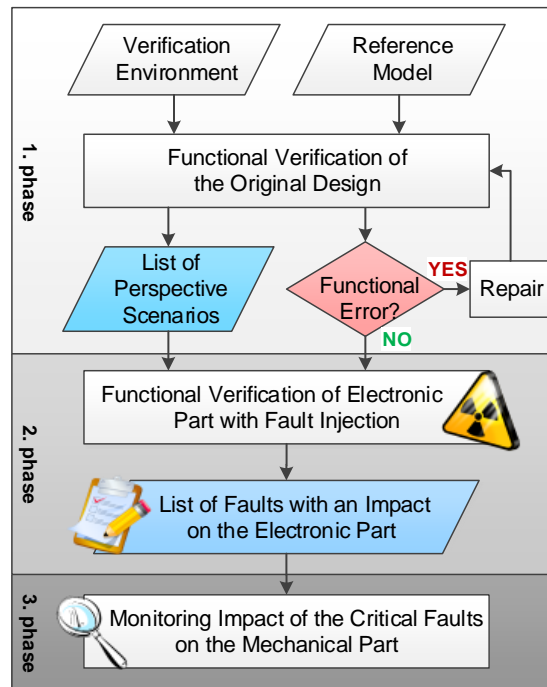 1. phase
Verification
Environment
Reference
Model
Functional Verification of
the Original Design
List of
Perspective
Scenarios
Functional
Error?
YES
Repair
NO
2. phase
Functional Verification of Electronic
Part with Fault Injection
List of Faults with an Impact
on the Electronic Part
3. phase
Monitoring Impact of the Critical Faults
on the Mechanical Part